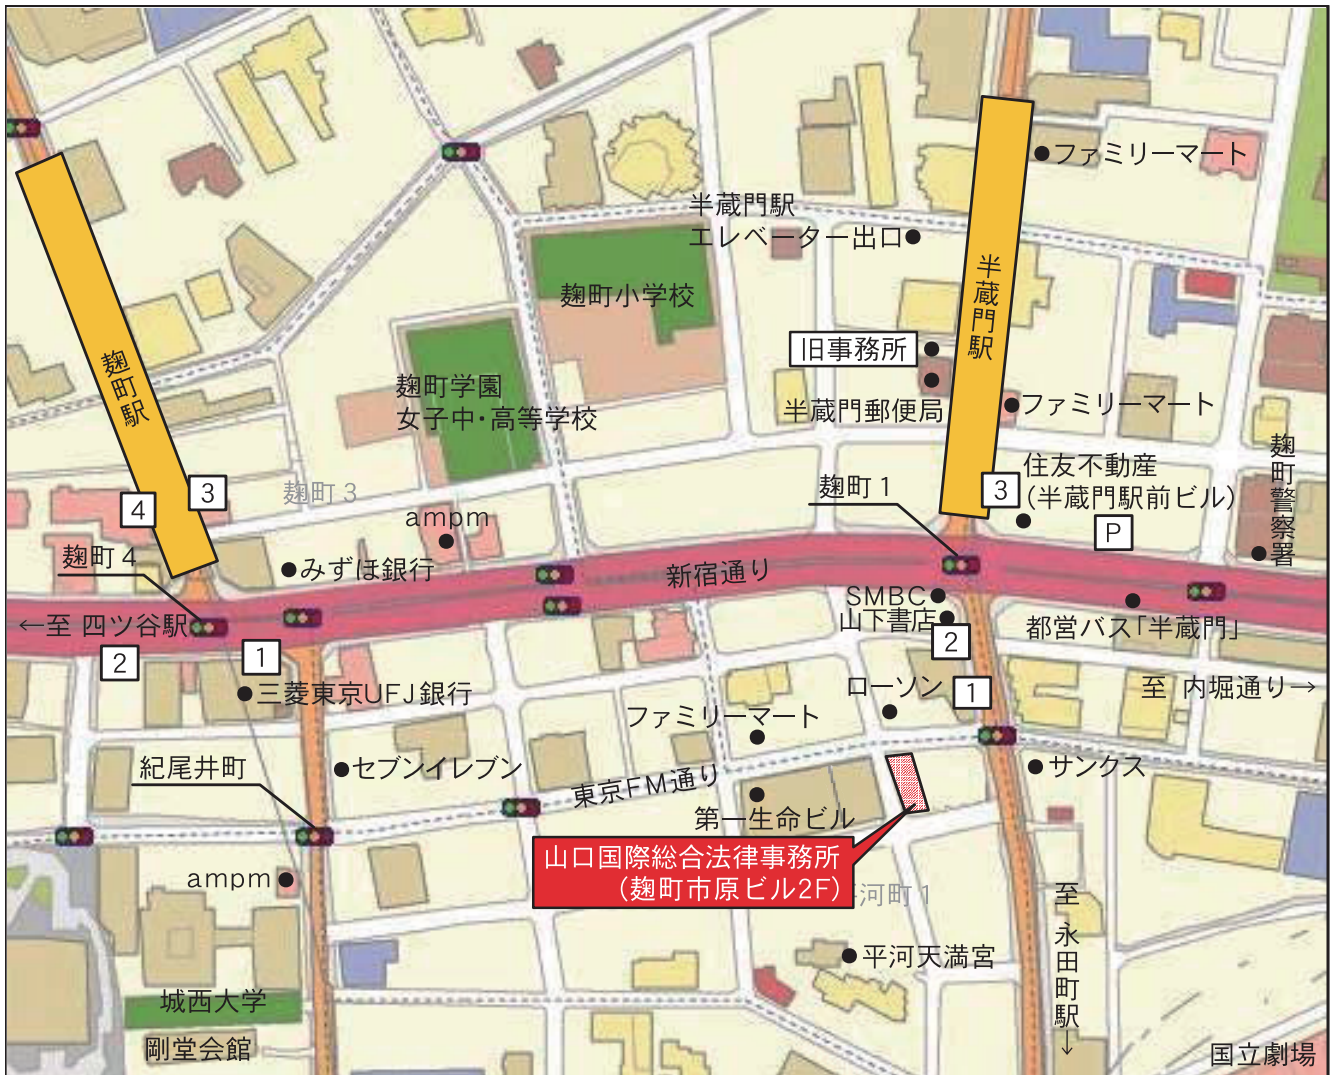 ファミリーマート
半蔵門駅
エレベーター出口
半蔵門駅
麹町小学校
旧事務所
麹町駅
麹町学園
女子中・高等学校
半蔵門郵便局
ファミリーマート
麹町警察署
住友不動産
(半蔵門駅前ビル)
麹町1
3
3
4
麹町3
ampm
P
麹町4
みずほ銀行
新宿通り
←至 四ツ谷駅
SMBC
山下書店
都営バス「半蔵門」
2
1
2
三菱東京UFJ銀行
ローソン
1
至 内堀通り→
ファミリーマート
紀尾井町
セブンイレブン
東京FM通り
サンクス
第一生命ビル
山口国際総合法律事務所
(麹町市原ビル2F)
河町1
ampm
至 永田町駅→
平河天満宮
城西大学
剛堂会館
国立劇場